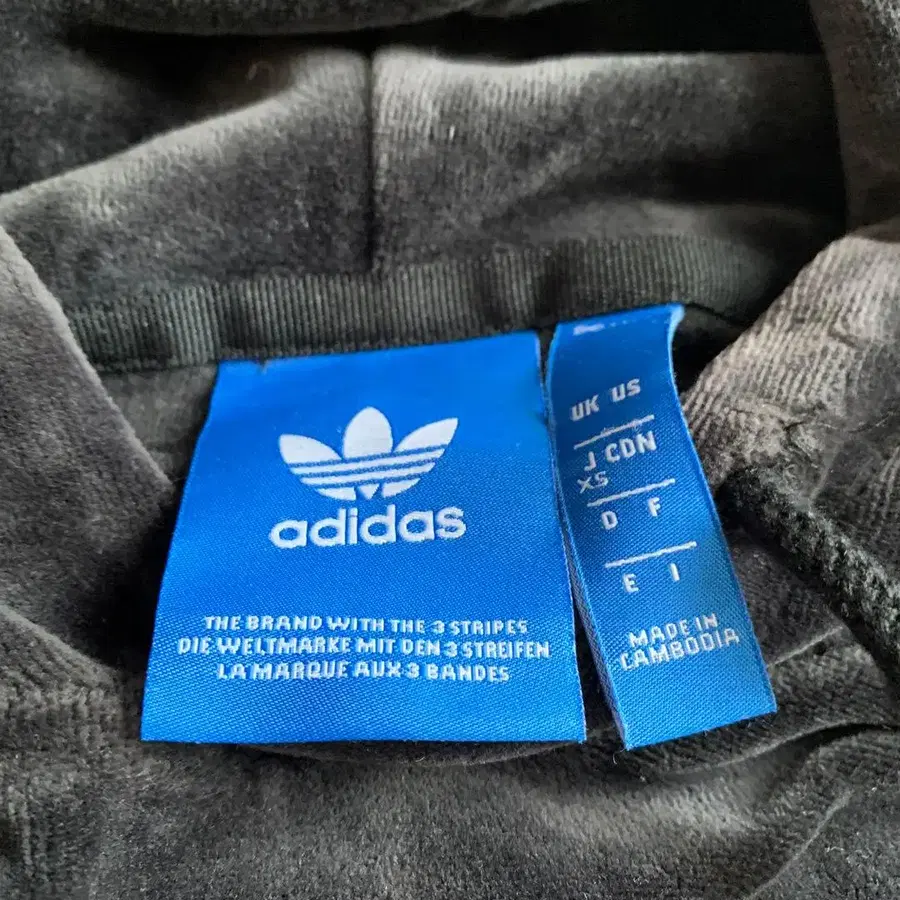 adidas
THE BRAND WITH THE 3 STRIPES
DIE WELTMARKE MIT DEN 3 STREIFEN
LA MARQUE AUX 3 BANDES
UK US
J CDN
XS
D F
E I
MADE IN
CAMBODIA